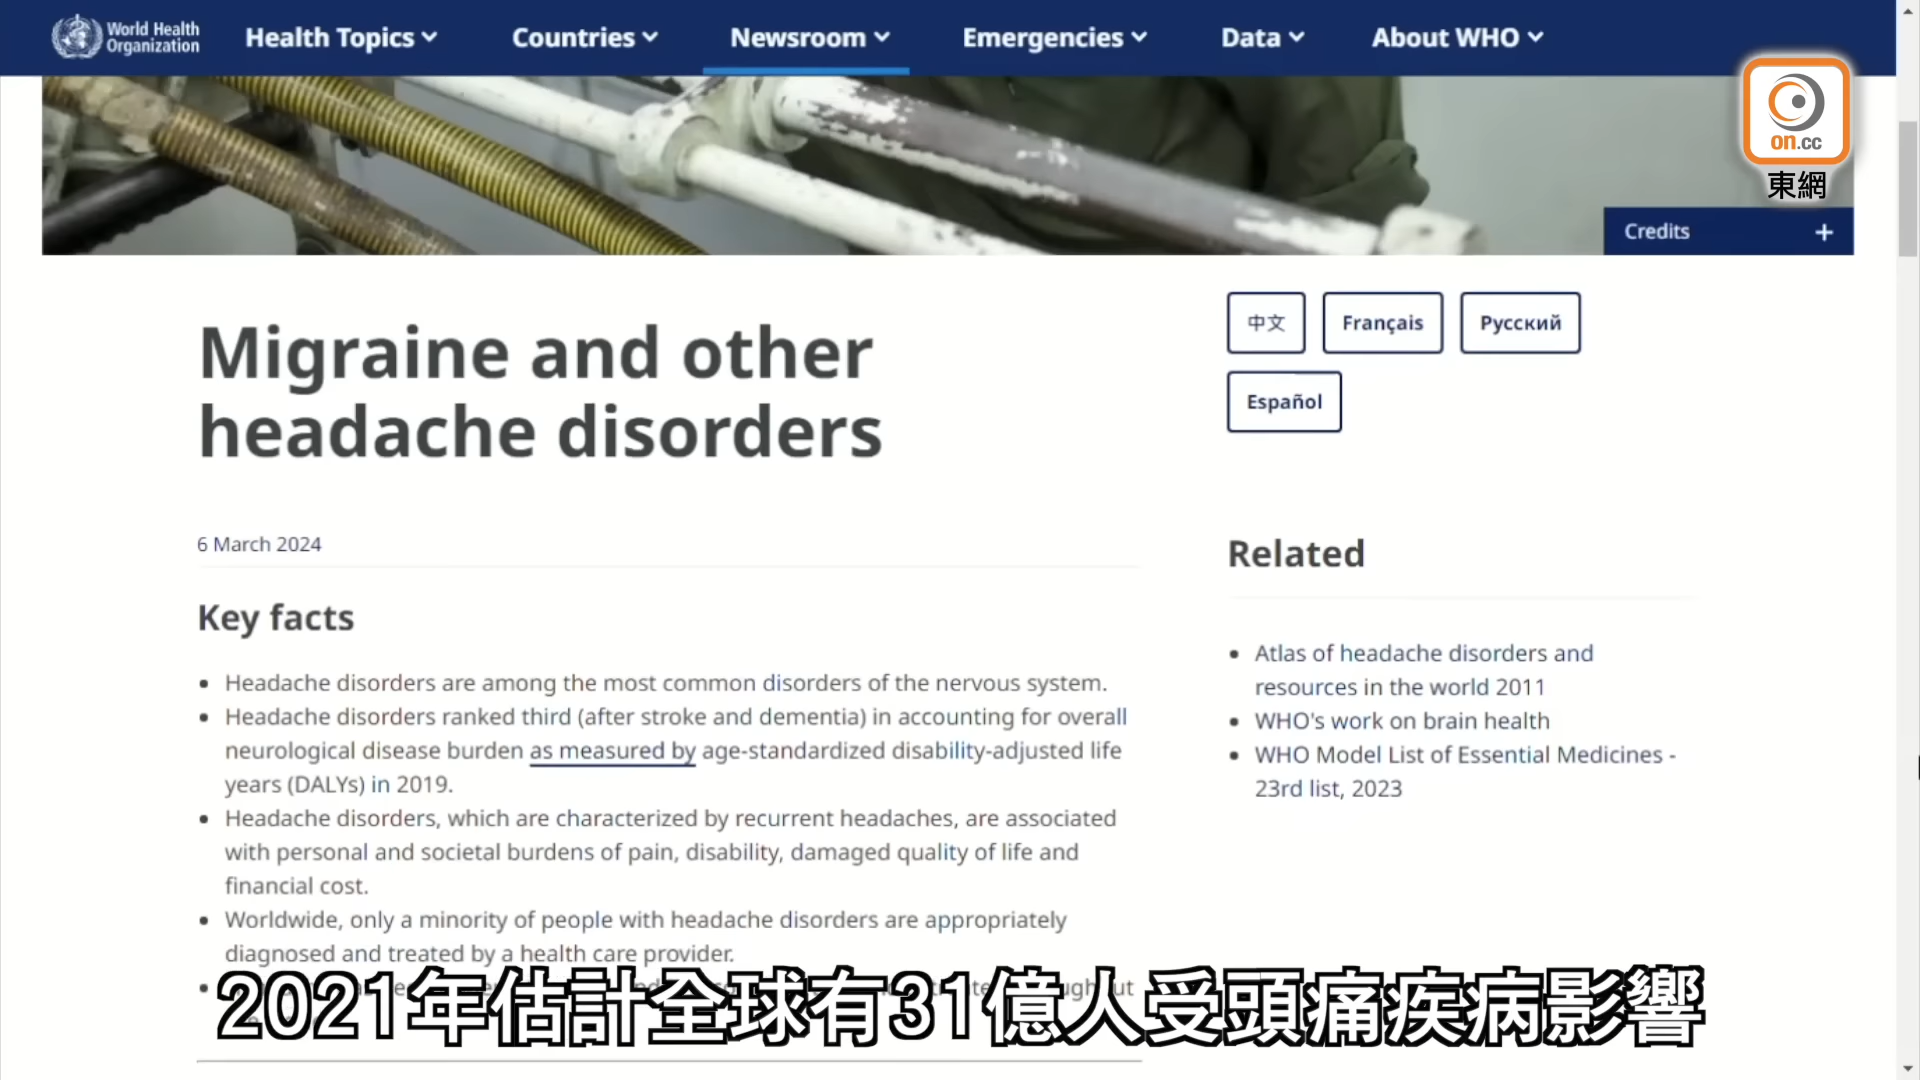 World Health
Organization
Health Topics
Countries
Newsroom
Emergencies
Data
About WHO
on.cc
東網
Credits +
Migraine and other
headache disorders
中文
Français
Русский
Español
6 March 2024
Related
Key facts
Atlas of headache disorders and
resources in the world 2011
WHO's work on brain health
WHO Model List of Essential Medicines -
23rd list, 2023
Headache disorders are among the most common disorders of the nervous system.
Headache disorders ranked third (after stroke and dementia) in accounting for overall
neurological disease burden as measured by age-standardized disability-adjusted life
years (DALYs) in 2019.
Headache disorders, which are characterized by recurrent headaches, are associated
with personal and societal burdens of pain, disability, damaged quality of life and
financial cost.
Worldwide, only a minority of people with headache disorders are appropriately
diagnosed and treated by a health care provider.
2021年估計全球有31億人受頭痛疾病影響